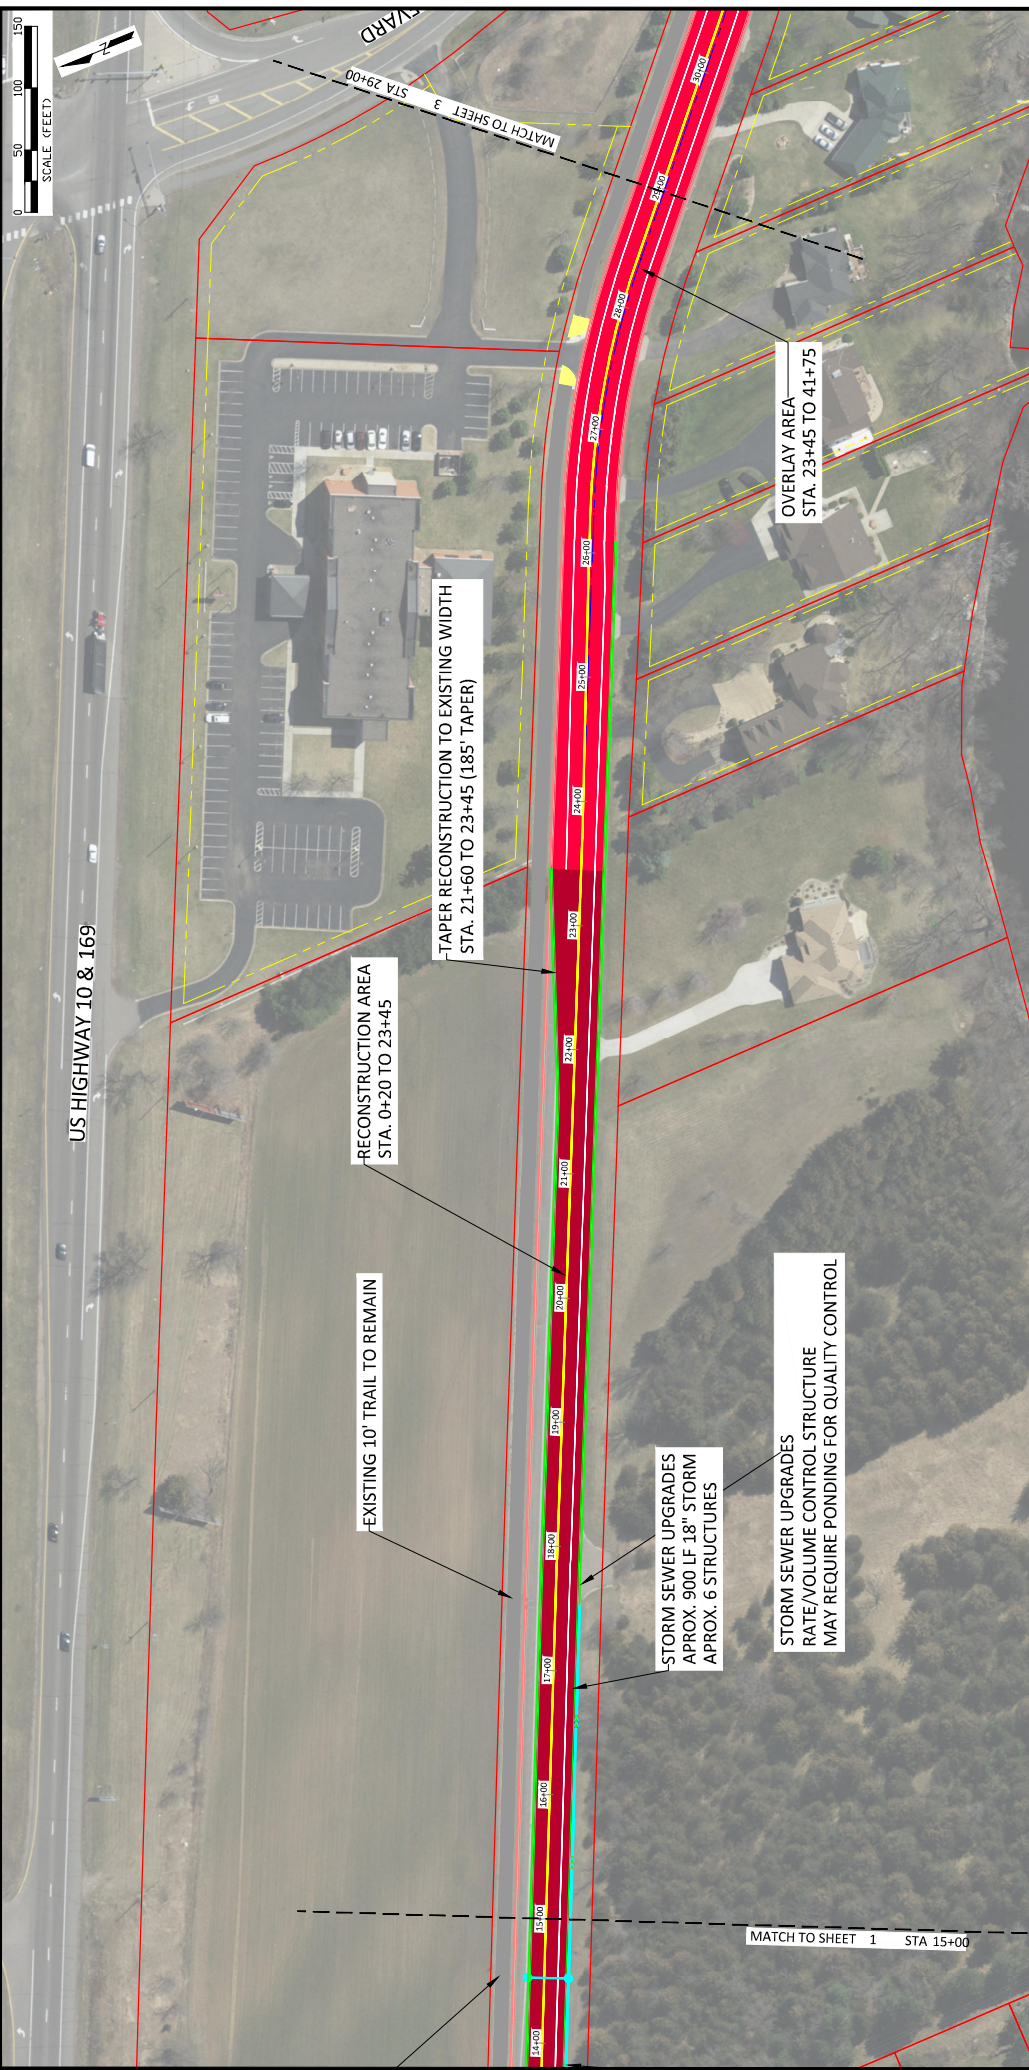 0 50 100 150
SCALE (FEET)
N
EVARD
MATCH TO SHEET 3 STA 29+00
US HIGHWAY 10 & 169
TAPER RECONSTRUCTION TO EXISTING WIDTH
STA. 21+60 TO 23+45 (185' TAPER)
RECONSTRUCTION AREA
STA. 0+20 TO 23+45
EXISTING 10' TRAIL TO REMAIN
OVERLAY AREA
STA. 23+45 TO 41+75
STORM SEWER UPGRADES
APROX. 900 LF 18" STORM
APROX. 6 STRUCTURES
STORM SEWER UPGRADES
RATE/VOLUME CONTROL STRUCTURE
MAY REQUIRE PONDING FOR QUALITY CONTROL
MATCH TO SHEET 1 STA 15+00
14+00
15+00
16+00
17+00
18+00
19+00
20+00
21+00
22+00
23+00
24+00
25+00
26+00
27+00
28+00
29+00
30+00